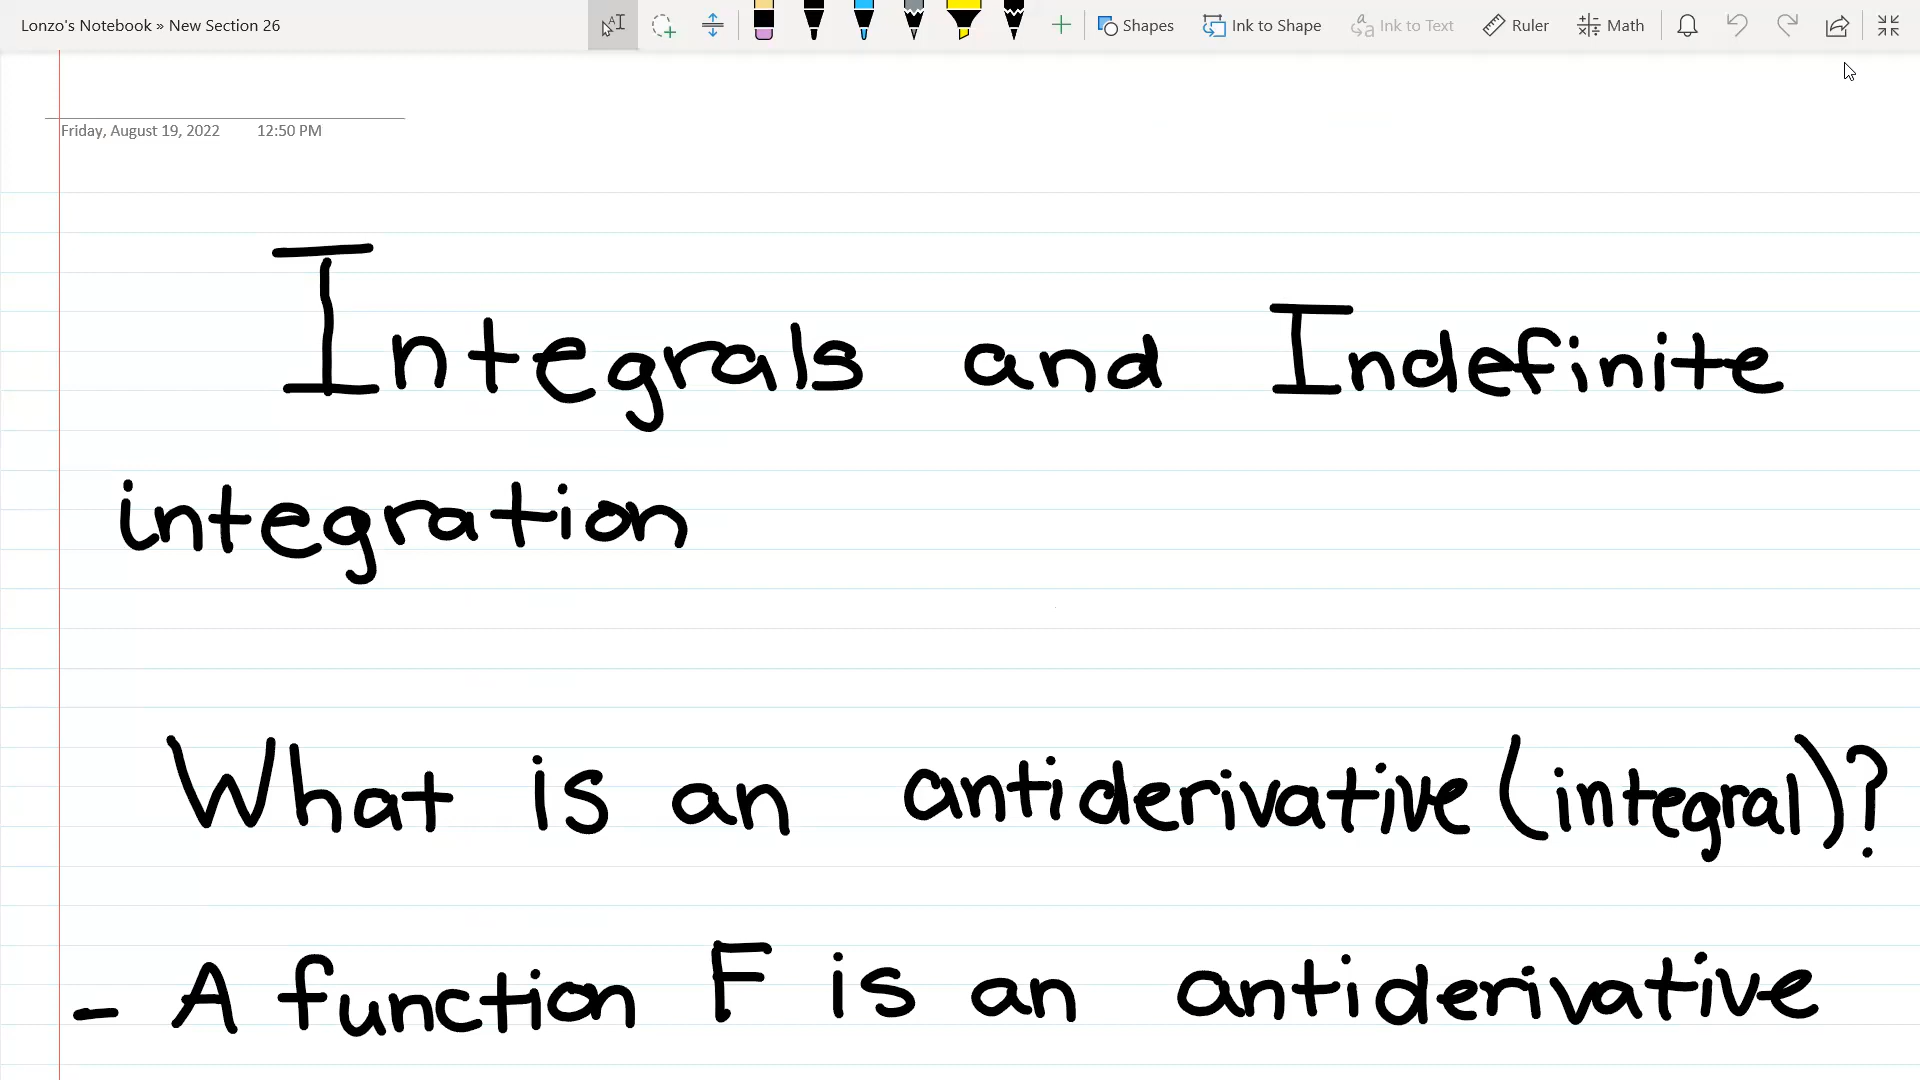 Lonzo's Notebook » New Section 26
Shapes Ink to Shape Ink to Text Ruler Math
Friday, August 19, 2022 12:50 PM
Integrals and Indefinite
integration
What is an antiderivative (integral)?
- A function F is an antiderivative